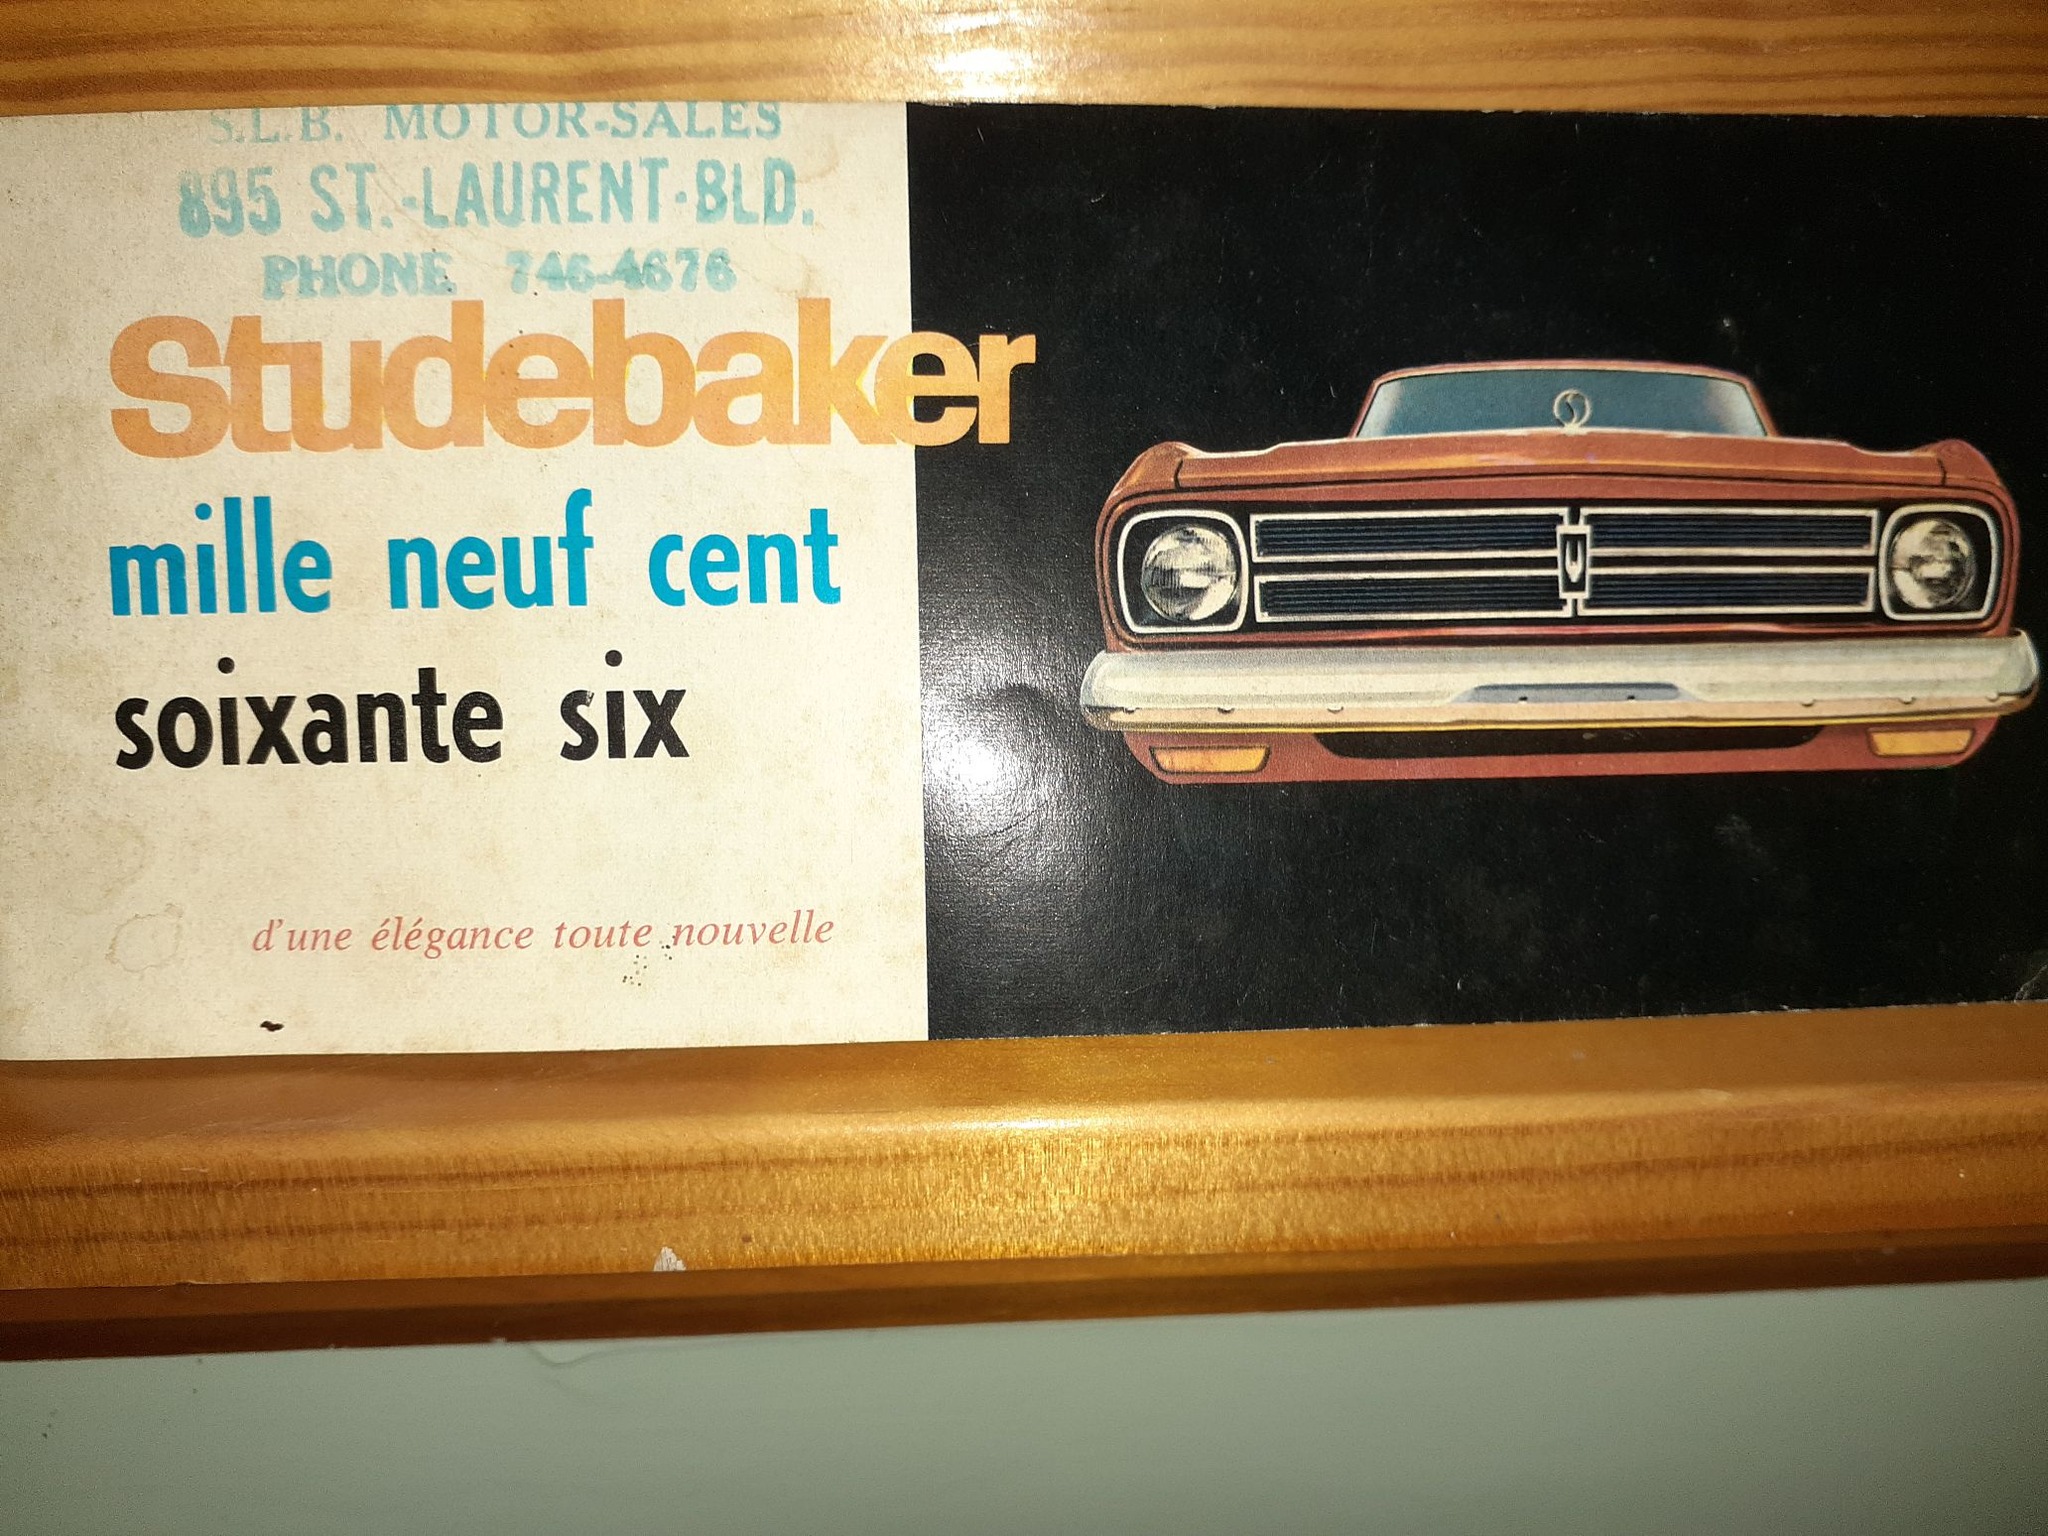 S.L.B. MOTOR-SALES
895 ST.-LAURENT-BLD.
PHONE 746-4676
Studebaker
mille neuf cent
soixante six
d'une élégance toute nouvelle